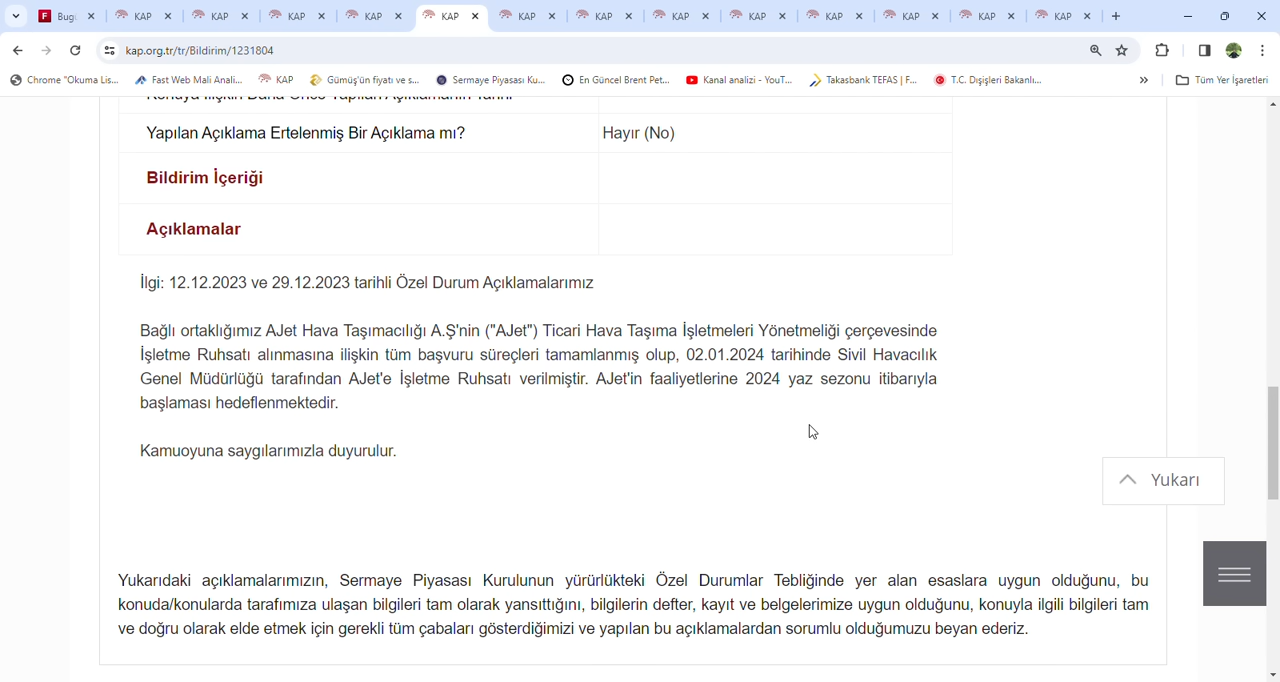 Bugü
KAP
KAP
KAP
KAP
KAP
KAP
KAP
KAP
KAP
KAP
KAP
KAP
KAP
kap.org.tr/tr/Bildirim/1231804
Chrome "Okuma Lis...
Fast Web Mali Anali...
KAP
Gümüş'ün fiyatı ve s...
Sermaye Piyasası Ku...
En Güncel Brent Pet...
Kanal analizi - YouT...
Takasbank TEFAS | F...
T.C. Dışişleri Bakanlı...
Tüm Yer İşaretleri
Konuya İlişkin Daha Önce Yapılan Açıklamanın Tarihi
Yapılan Açıklama Ertelenmiş Bir Açıklama mı?
Hayır (No)
Bildirim İçeriği
Açıklamalar
İlgi: 12.12.2023 ve 29.12.2023 tarihli Özel Durum Açıklamalarımız
Bağlı ortaklığımız AJet Hava Taşımacılığı A.Ş'nin ("AJet") Ticari Hava Taşıma İşletmeleri Yönetmeliği çerçevesinde
İşletme Ruhsatı alınmasına ilişkin tüm başvuru süreçleri tamamlanmış olup, 02.01.2024 tarihinde Sivil Havacılık
Genel Müdürlüğü tarafından AJet'e İşletme Ruhsatı verilmiştir. AJet'in faaliyetlerine 2024 yaz sezonu itibarıyla
başlaması hedeflenmektedir.
Kamuoyuna saygılarımızla duyurulur.
Yukarı
Yukarıdaki açıklamalarımızın, Sermaye Piyasası Kurulunun yürürlükteki Özel Durumlar Tebliğinde yer alan esaslara uygun olduğunu, bu
konuda/konularda tarafımıza ulaşan bilgileri tam olarak yansıttığını, bilgilerin defter, kayıt ve belgelerimize uygun olduğunu, konuyla ilgili bilgileri tam
ve doğru olarak elde etmek için gerekli tüm çabaları gösterdiğimizi ve yapılan bu açıklamalardan sorumlu olduğumuzu beyan ederiz.